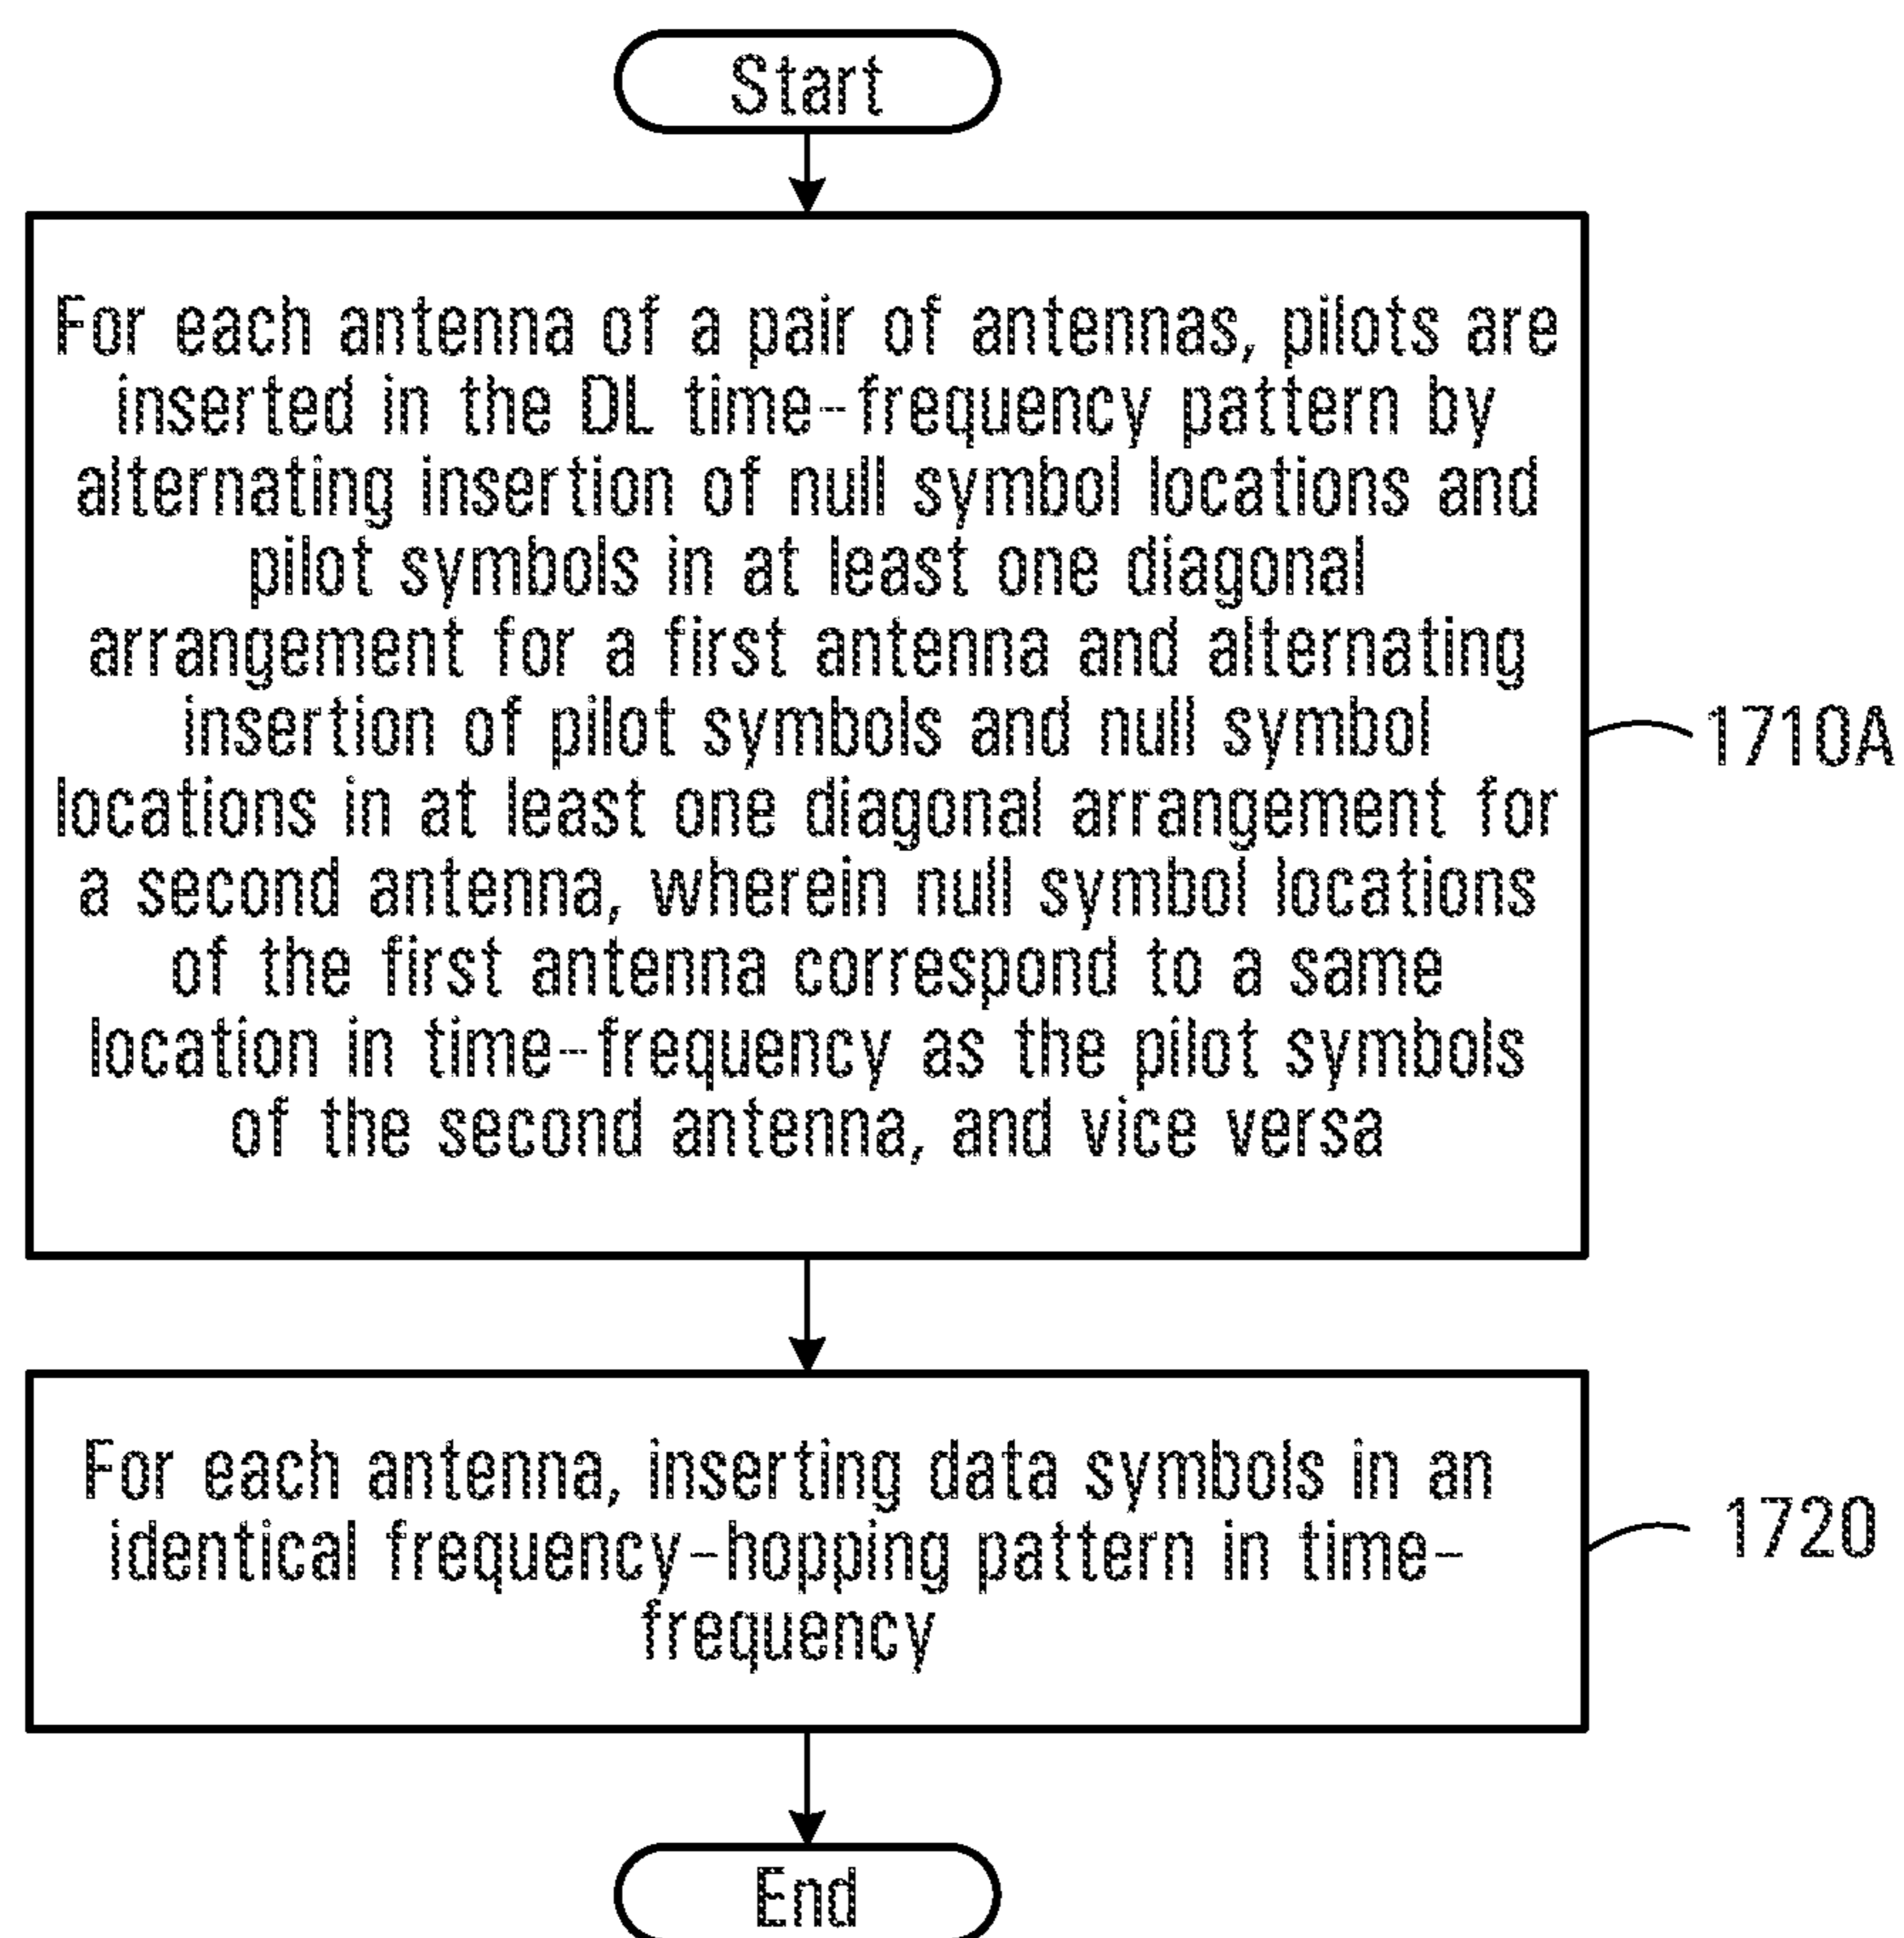 Start
For each antenna of a pair of antennas, pilots are
inserted in the DL time-frequency pattern by
alternating insertion of null symbol locations and
pilot symbols in at least one diagonal
arrangement for a first antenna and alternating
insertion of pilot symbols and null symbol
locations in at least one diagonal arrangement for
a second antenna, wherein null symbol locations
of the first antenna correspond to a same
location in time-frequency as the pilot symbols
of the second antenna, and vice versa
1710A
For each antenna, inserting data symbols in an
identical frequency-hopping pattern in time-
frequency
1720
End